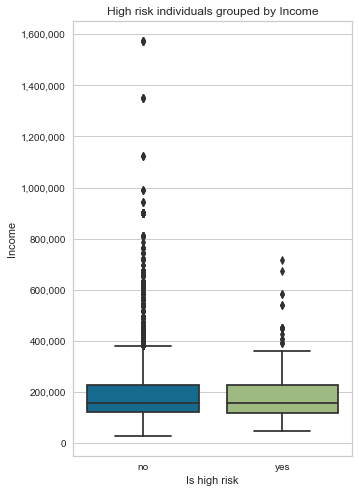 High risk individuals grouped by Income
1,600,000
1,400,000
1,200,000
1,000,000
800,000
600,000
400,000
200,000
0
Income
no yes
Is high risk